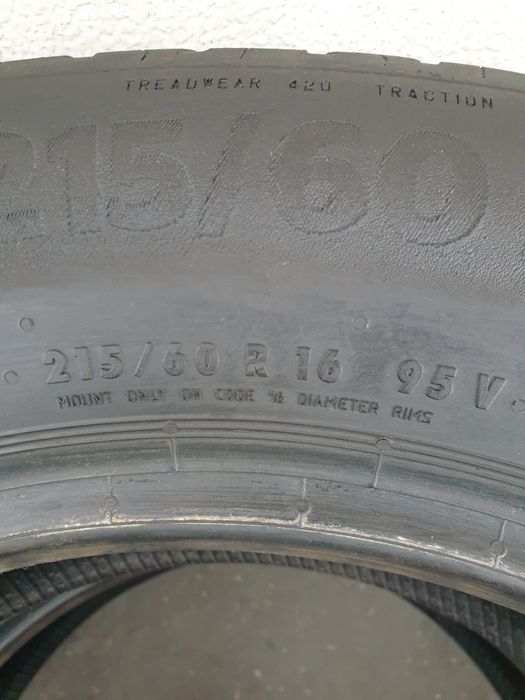 TREADWEAR 420 TRACTION
215/60
215/60 R 16 95 V
MOUNT ONLY ON CODE 16 DIAMETER RIMS